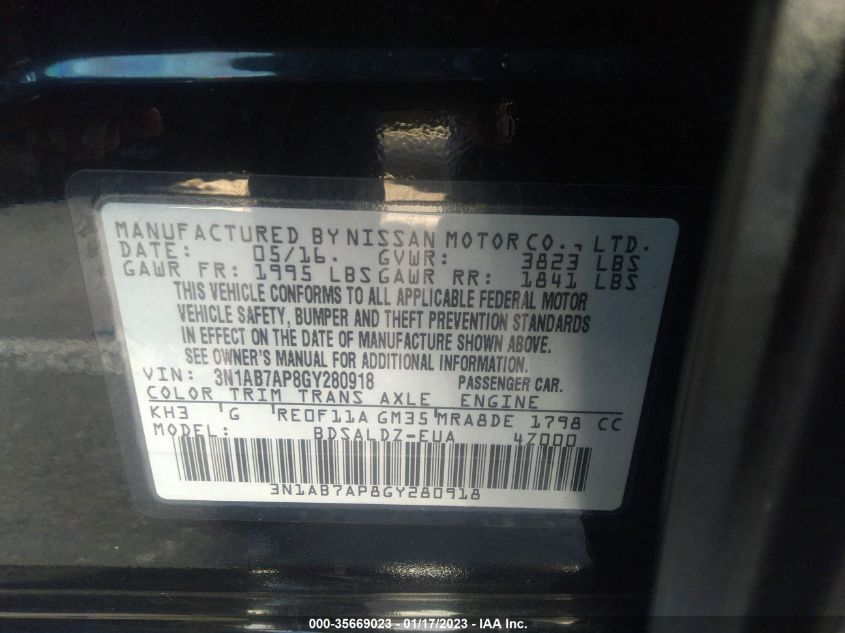 MANUFACTURED BY NISSAN MOTOR CO., LTD.
DATE: 05/16. GVWR: 3823 LBS
GAWR FR: 1995 LBS GAWR RR: 1841 LBS
THIS VEHICLE CONFORMS TO ALL APPLICABLE FEDERAL MOTOR
VEHICLE SAFETY, BUMPER AND THEFT PREVENTION STANDARDS
IN EFFECT ON THE DATE OF MANUFACTURE SHOWN ABOVE.
SEE OWNER'S MANUAL FOR ADDITIONAL INFORMATION.
VIN: 3N1AB7AP8GY280918 PASSENGER CAR.
COLOR TRIM TRANS AXLE ENGINE
KH3 G RE0F11A GM35 MRA8DE 1798 CC
MODEL: BDSALDZ-EUA 47000
3N1AB7AP8GY280918
000-35669023 - 01/17/2023 - IAA Inc.